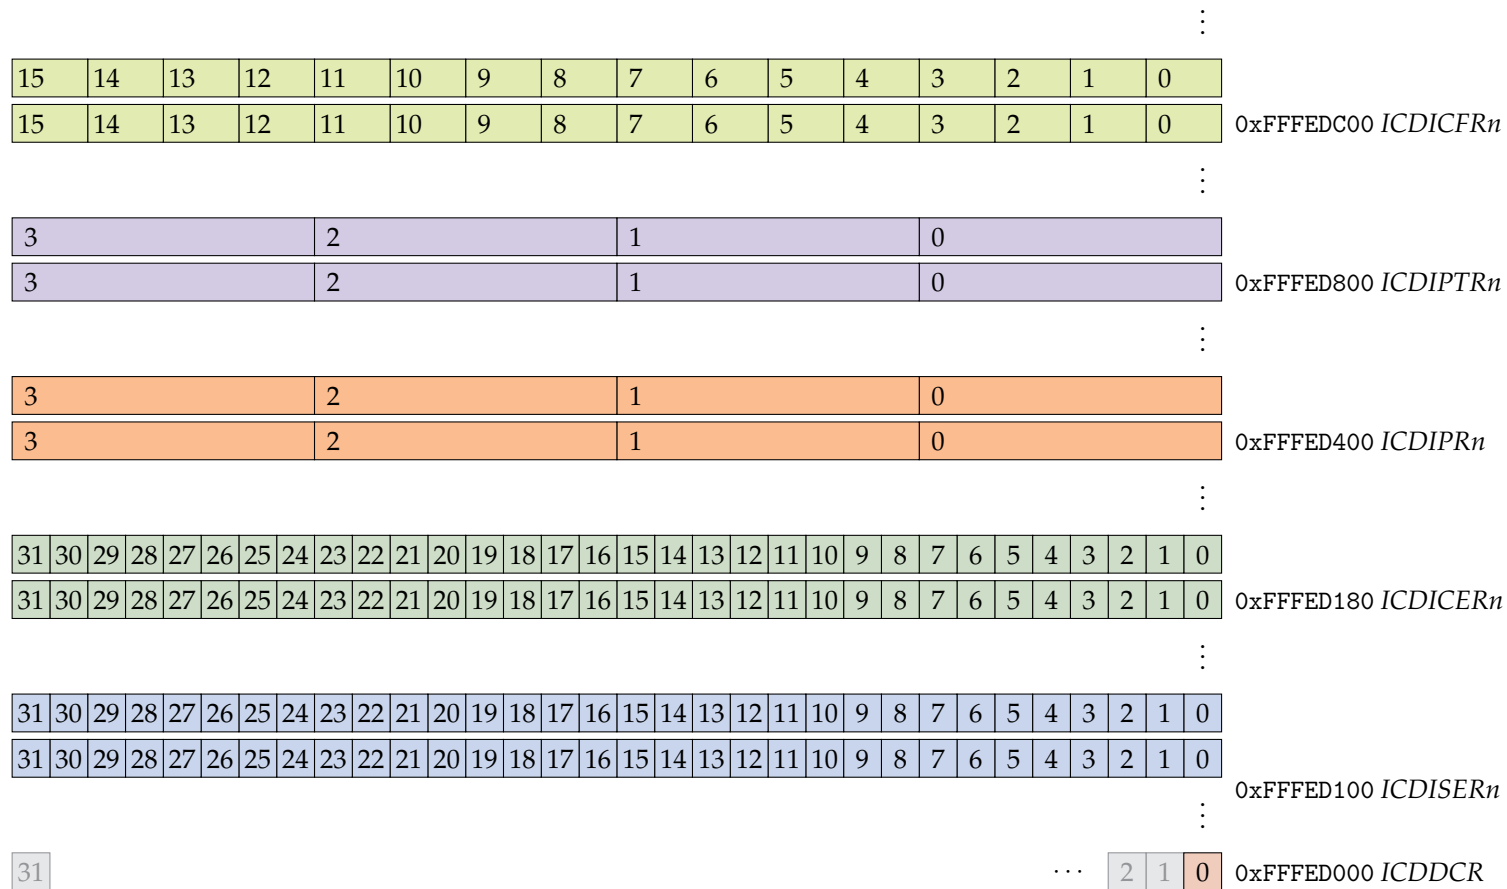 ⋮
15 14 13 12 11 10 9 8 7 6 5 4 3 2 1 0
15 14 13 12 11 10 9 8 7 6 5 4 3 2 1 0 0xFFFEDC00 ICDICFRn
⋮
3 2 1 0
3 2 1 0 0xFFFED800 ICDIPTRn
⋮
3 2 1 0
3 2 1 0 0xFFFED400 ICDIPRn
⋮
31 30 29 28 27 26 25 24 23 22 21 20 19 18 17 16 15 14 13 12 11 10 9 8 7 6 5 4 3 2 1 0
31 30 29 28 27 26 25 24 23 22 21 20 19 18 17 16 15 14 13 12 11 10 9 8 7 6 5 4 3 2 1 0 0xFFFED180 ICDICERn
⋮
31 30 29 28 27 26 25 24 23 22 21 20 19 18 17 16 15 14 13 12 11 10 9 8 7 6 5 4 3 2 1 0
31 30 29 28 27 26 25 24 23 22 21 20 19 18 17 16 15 14 13 12 11 10 9 8 7 6 5 4 3 2 1 0
0xFFFED100 ICDISERn
⋮
31 ··· 2 1 0 0xFFFED000 ICDDCR